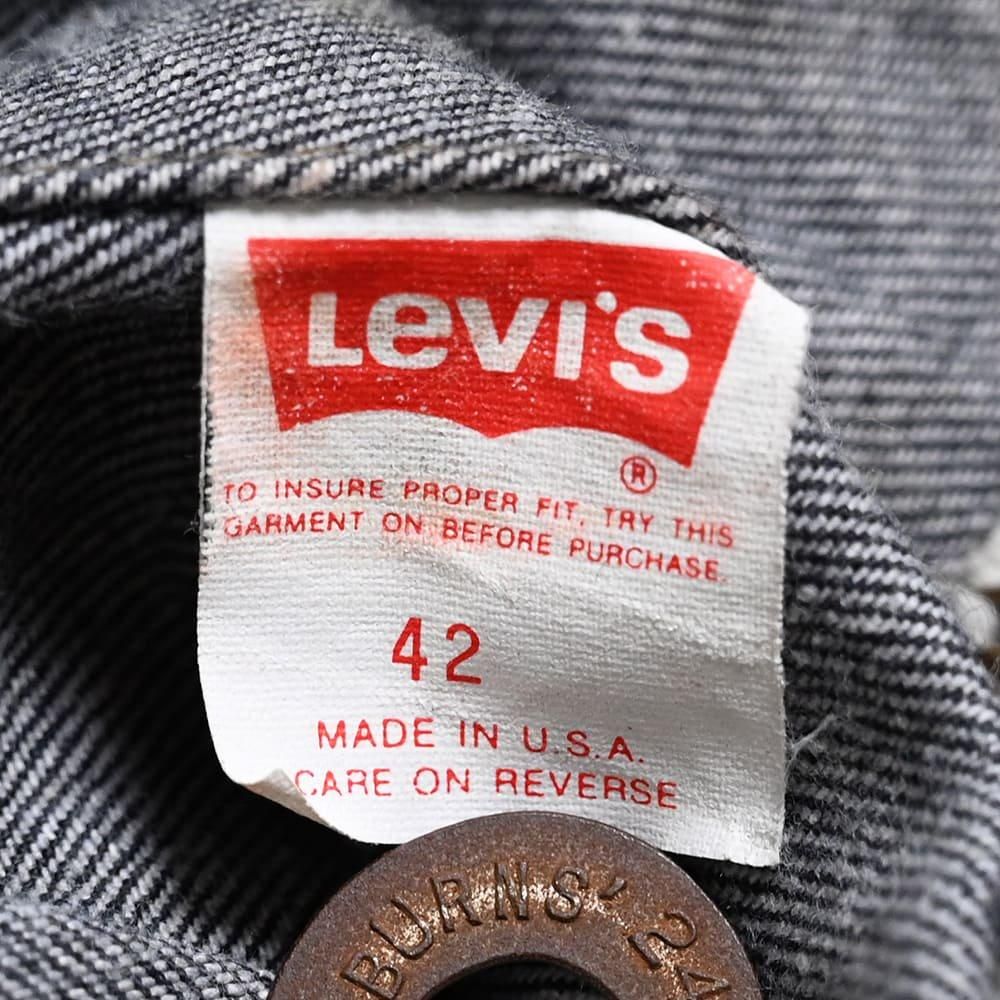 LEVI'S
®
TO INSURE PROPER FIT, TRY THIS
GARMENT ON BEFORE PURCHASE.
42
MADE IN U.S.A.
CARE ON REVERSE
BURNS' 24